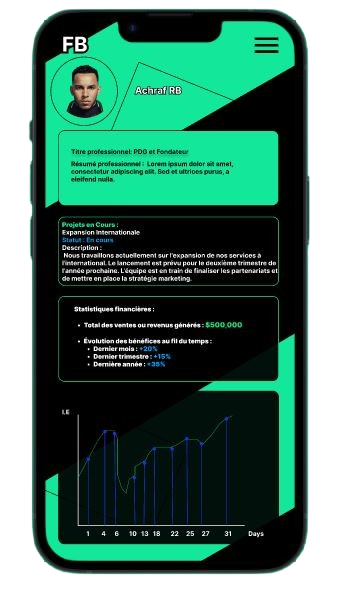 FB
Achraf RB
Titre professionnel: PDG et Fondateur
Résumé professionnel : Lorem ipsum dolor sit amet,
consectetur adipiscing elit. Sed et ultrices purus, a
eleifend nulla.
Projets en Cours :
Expansion Internationale
Statut : En cours
Description :
Nous travaillons actuellement sur l'expansion de nos services à
l'international. Le lancement est prévu pour le deuxième trimestre de
l'année prochaine. L'équipe est en train de finaliser les partenariats et
de mettre en place la stratégie marketing.
Statistiques financières :
• Total des ventes ou revenus générés : $500,000
• Évolution des bénéfices au fil du temps :
• Dernier mois : +20%
• Dernier trimestre : +15%
• Dernière année : +35%
I.E
1 4 6 10 13 18 22 25 27 31 Days